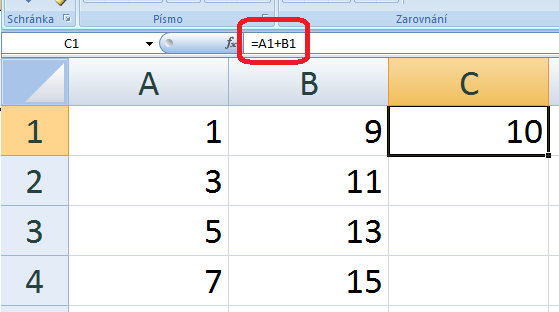 Schránka Písmo Zarovnání
C1 fx =A1+B1
A B C
1 1 9 10
2 3 11
3 5 13
4 7 15